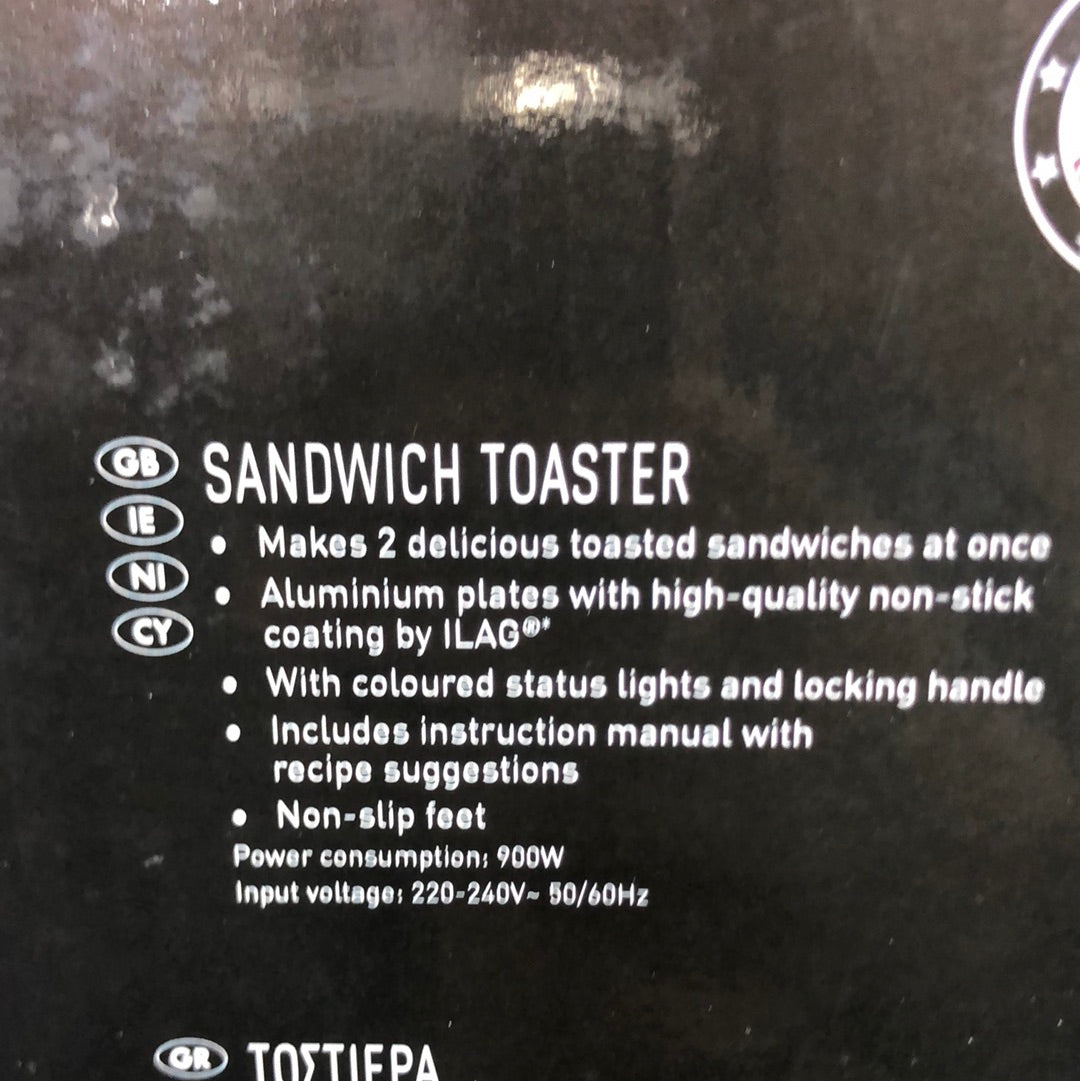 GB SANDWICH TOASTER
IE
NI
CY
• Makes 2 delicious toasted sandwiches at once
• Aluminium plates with high-quality non-stick
coating by ILAG®*
• With coloured status lights and locking handle
• Includes instruction manual with
recipe suggestions
• Non-slip feet
Power consumption: 900W
Input voltage: 220-240V~ 50/60Hz
GR ΤΟΣΤΙΕΡΑ